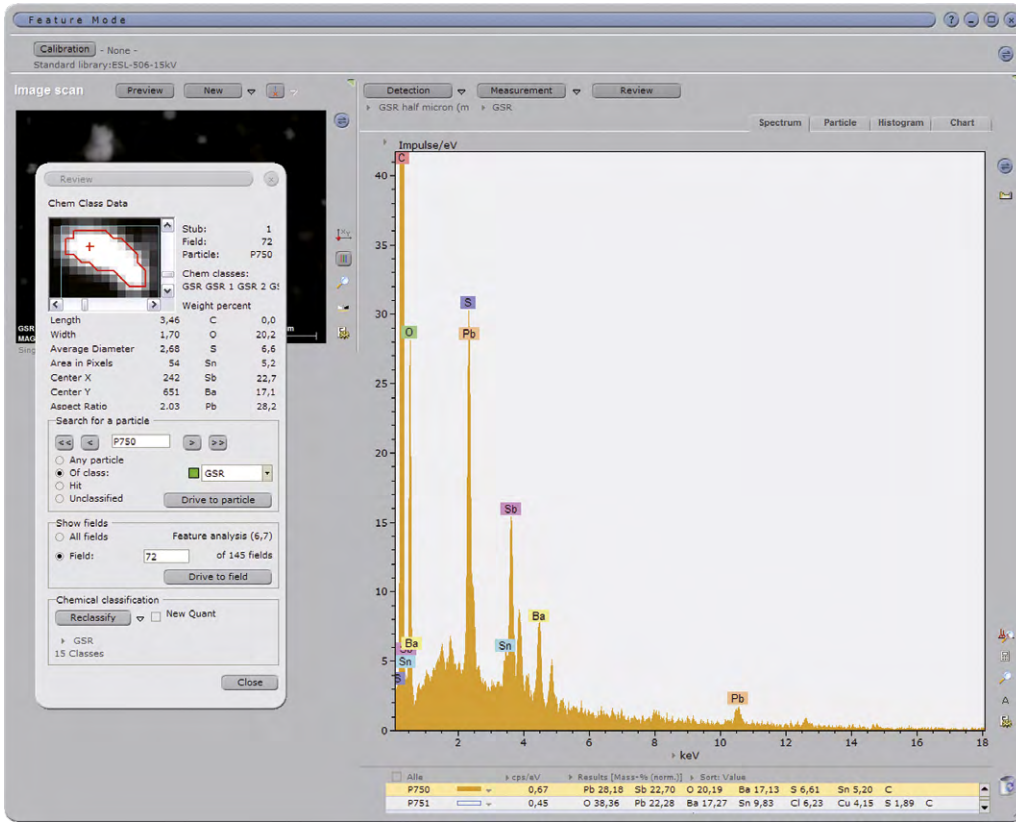 Feature Mode
Calibration - None -
Standard library:ESL-506-15kV
Image scan Preview New
Detection Measurement Review
GSR half micron (m GSR
Spectrum Particle Histogram Chart
Review
Chem Class Data
Stub: 1
Field: 72
Particle: P750
Chem classes:
GSR GSR 1 GSR 2
Weight percent
Length 3,46 C 0,0
Width 1,70 O 20,2
Average Diameter 2,68 S 6,6
Area in Pixels 54 Sn 5,2
Center X 242 Sb 22,7
Center Y 651 Ba 17,1
Aspect Ratio 2.03 Pb 28,2
Search for a particle
<< < P750 > >>
Any particle
Of class: GSR
Hit
Unclassified Drive to particle
Show fields
All fields Feature analysis (6,7)
Field: 72 of 145 fields
Drive to field
Chemical classification
Reclassify New Quant
GSR
15 Classes
Close
GSR
MAG
Impulse/eV
40
35
30
25
20
15
10
5
0
C
O
S
Pb
Sb
Ba
Sn
Ba
Sn
S
Pb
2 4 6 8 10 12 14 16 18
keV
A
Alle cps/eV Results [Mass-% (norm.)] Sort: Value
P750 0,67 Pb 28,18 Sb 22,70 O 20,19 Ba 17,13 S 6,61 Sn 5,20 C
P751 0,45 O 38,36 Pb 22,28 Ba 17,27 Sn 9,83 Cl 6,23 Cu 4,15 S 1,89 C